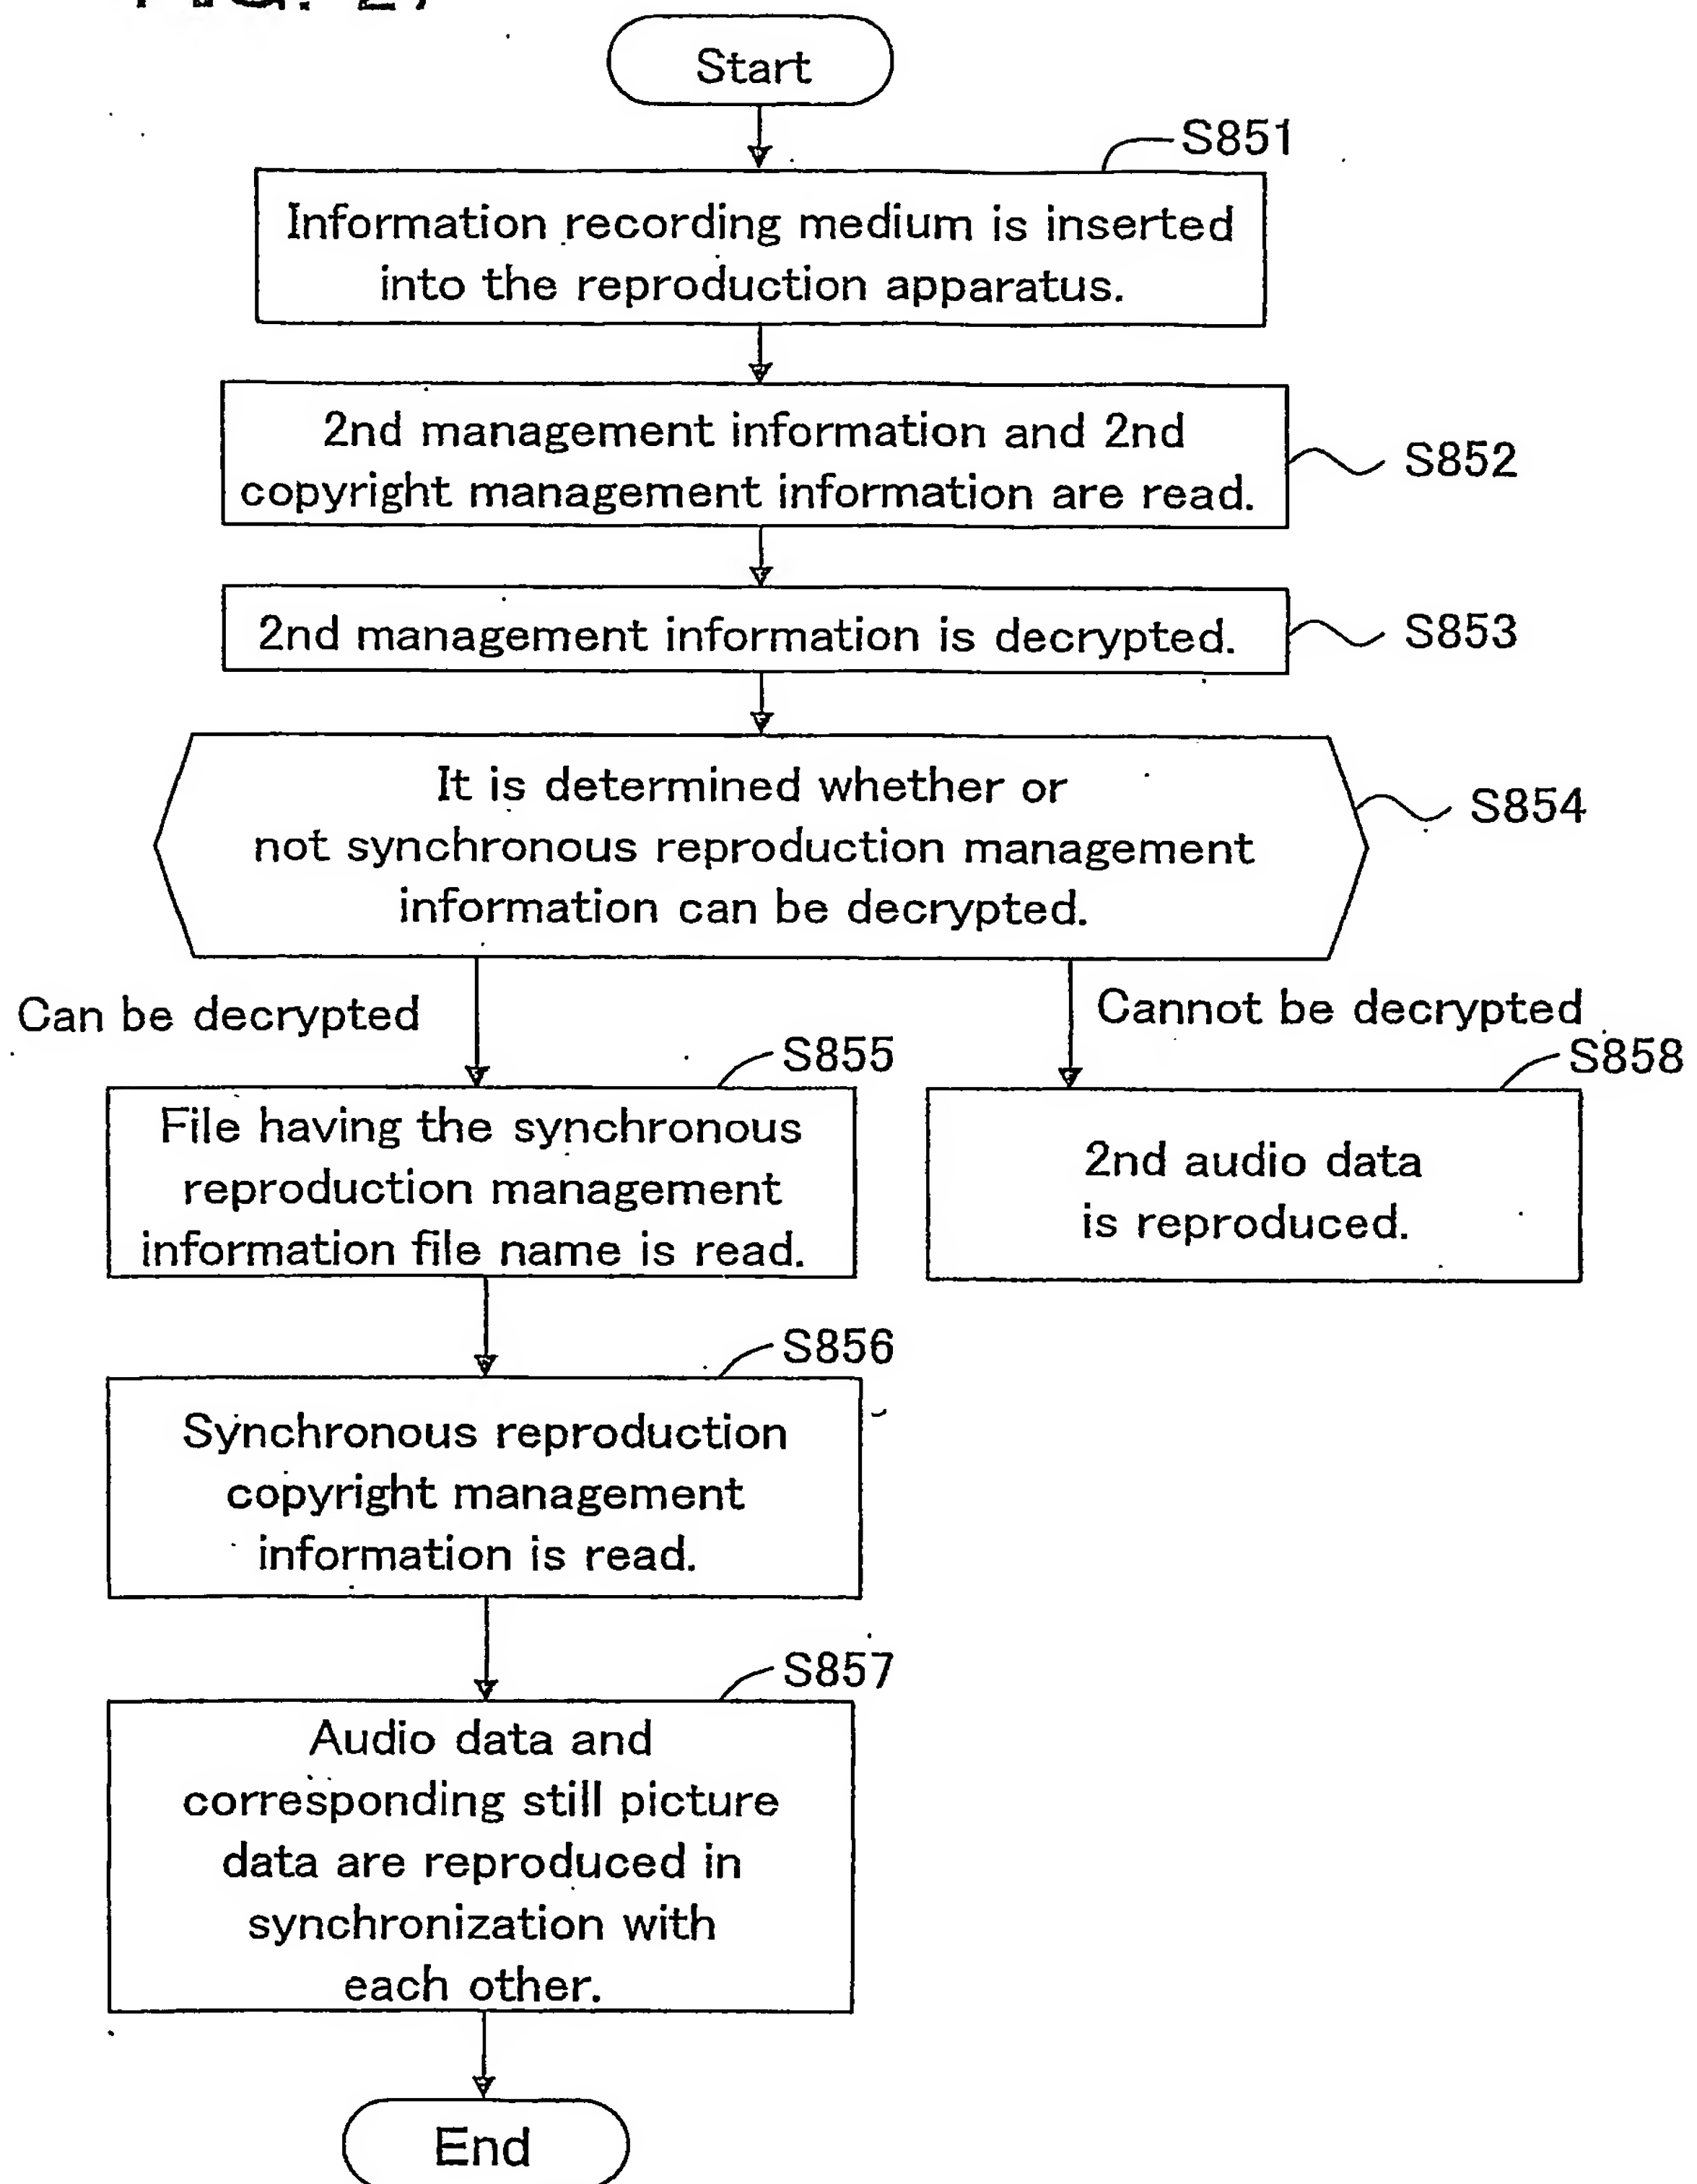 Start
S851
Information recording medium is inserted
into the reproduction apparatus.
2nd management information and 2nd
copyright management information are read.
S852
2nd management information is decrypted.
S853
It is determined whether or
not synchronous reproduction management
information can be decrypted.
S854
Can be decrypted
Cannot be decrypted
S855
File having the synchronous
reproduction management
information file name is read.
S858
2nd audio data
is reproduced.
S856
Synchronous reproduction
copyright management
information is read.
S857
Audio data and
corresponding still picture
data are reproduced in
synchronization with
each other.
End